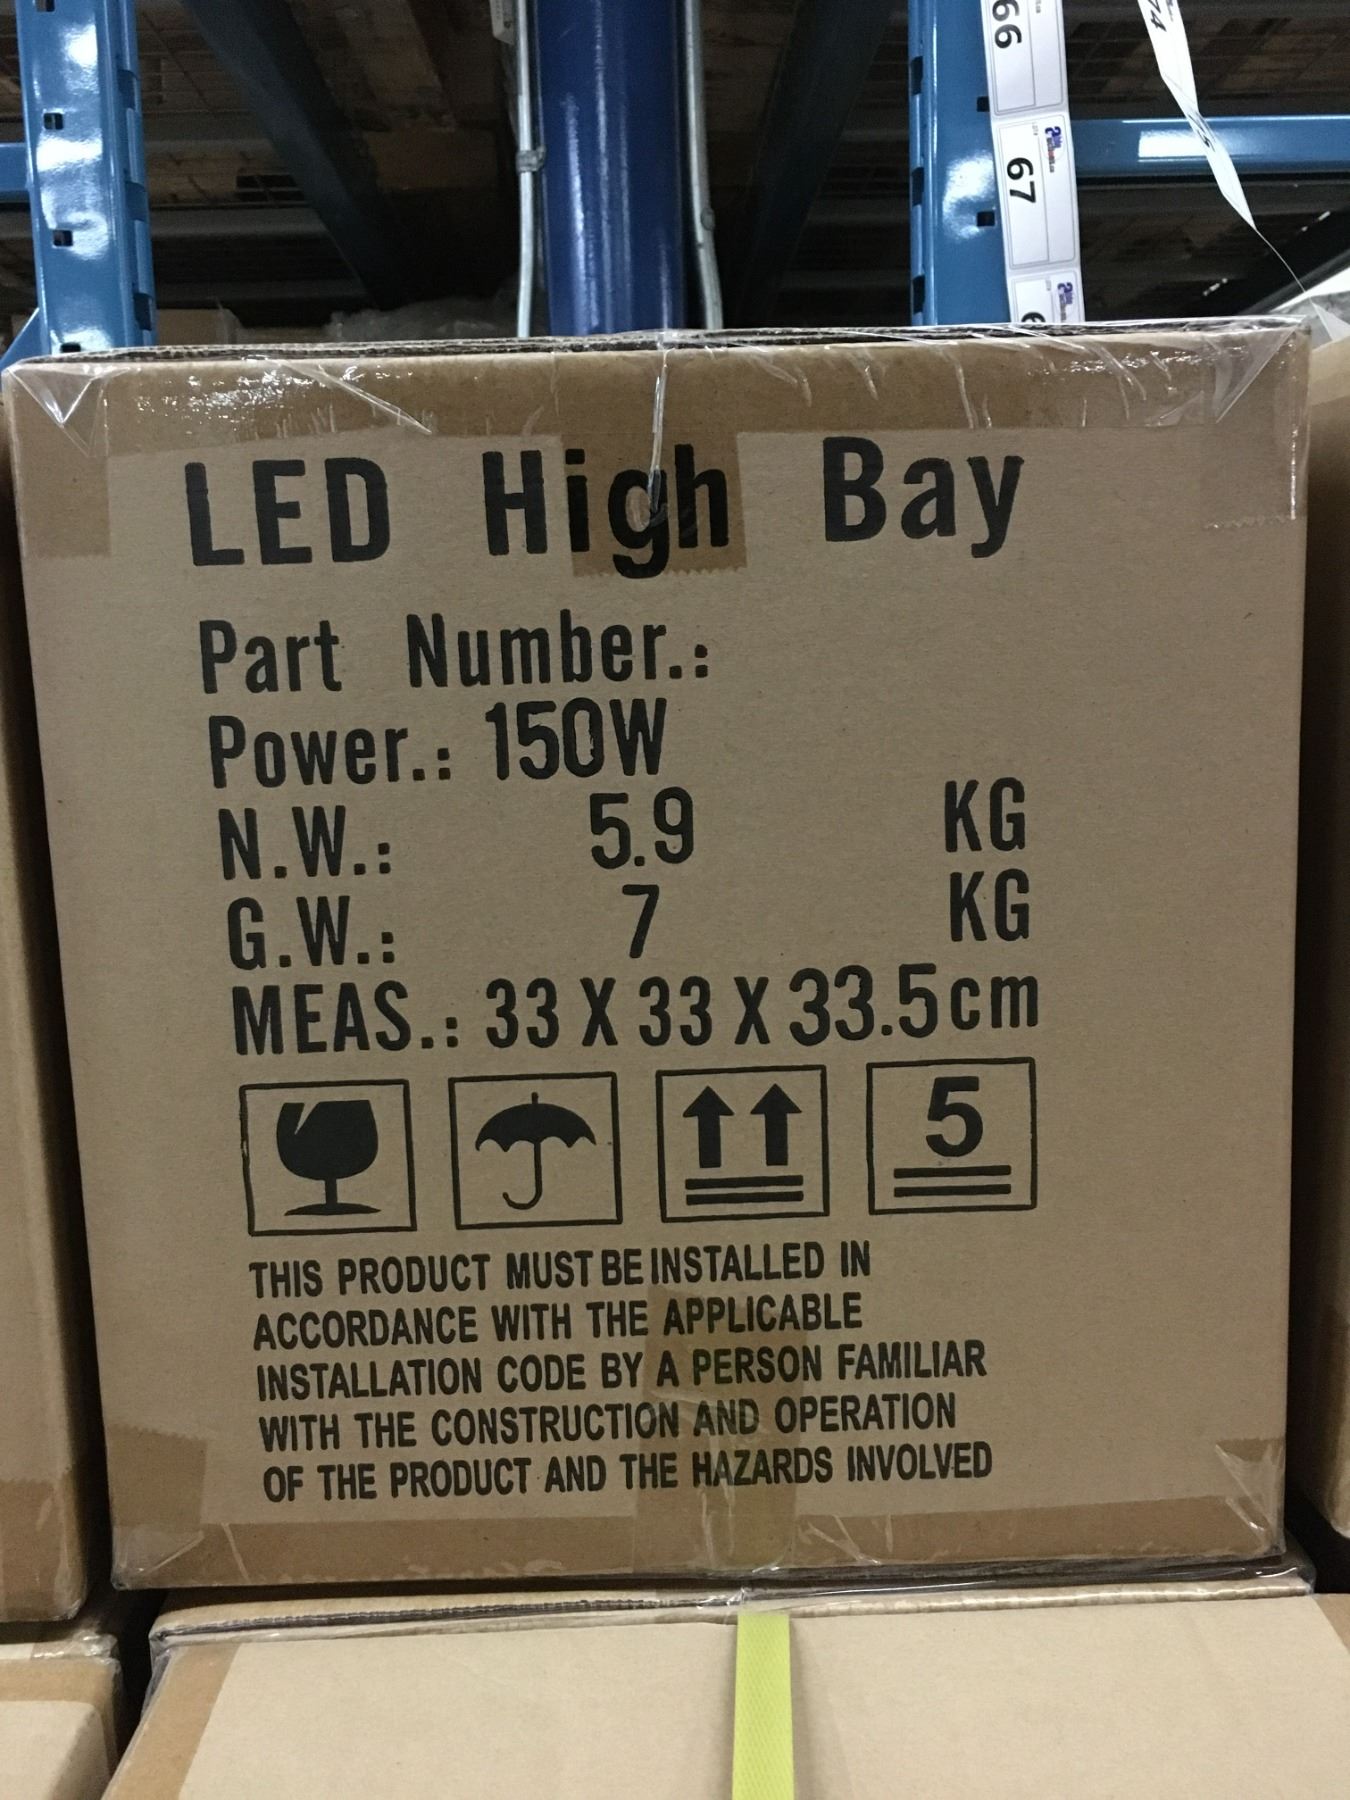 66
74
67
LED High Bay
Part Number.:
Power.: 150W
N.W.: 5.9 KG
G.W.: 7 KG
MEAS.: 33 X 33 X 33.5cm
5
THIS PRODUCT MUST BE INSTALLED IN
ACCORDANCE WITH THE APPLICABLE
INSTALLATION CODE BY A PERSON FAMILIAR
WITH THE CONSTRUCTION AND OPERATION
OF THE PRODUCT AND THE HAZARDS INVOLVED